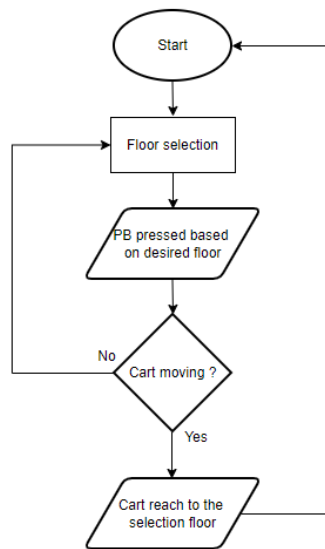 Start
Floor selection
PB pressed based
on desired floor
No
Cart moving ?
Yes
Cart reach to the
selection floor